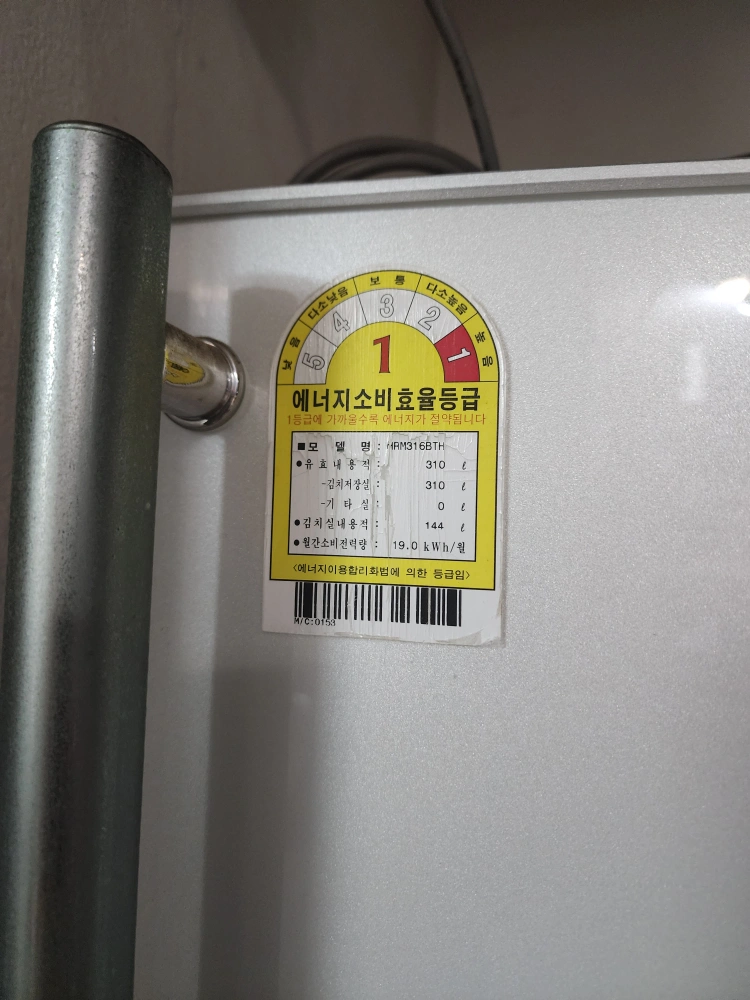 낮음 다소낮음 보통 다소높음 높음
5 4 3 2 1
1
에너지소비효율등급
1등급에 가까울수록 에너지가 절약됩니다
■모 델 명 : HRM316BTH
●유효내용적 : 310 ℓ
-김치저장실 : 310 ℓ
-기 타 실 : 0 ℓ
●김치실내용적 : 144 ℓ
●월간소비전력량 : 19.0 kWh/월
〈에너지이용합리화법에 의한 등급임〉
M/C:0153